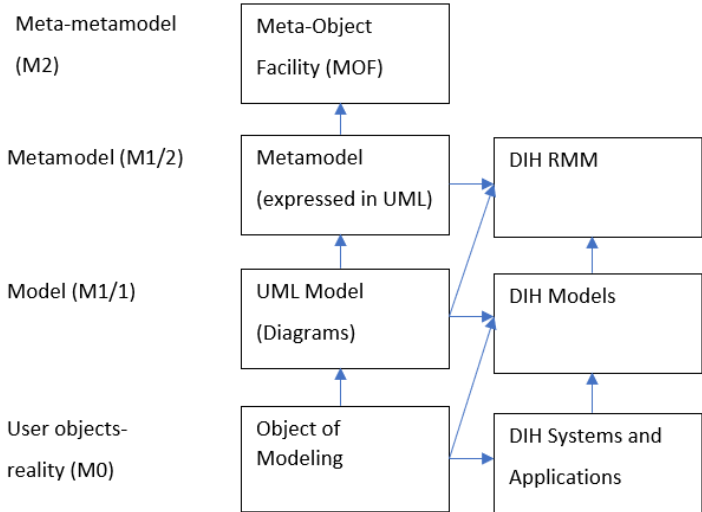 Meta-metamodel
(M2)
Meta-Object
Facility (MOF)
Metamodel (M1/2)
Metamodel
(expressed in UML)
DIH RMM
Model (M1/1)
UML Model
(Diagrams)
DIH Models
User objects-
reality (M0)
Object of
Modeling
DIH Systems and
Applications